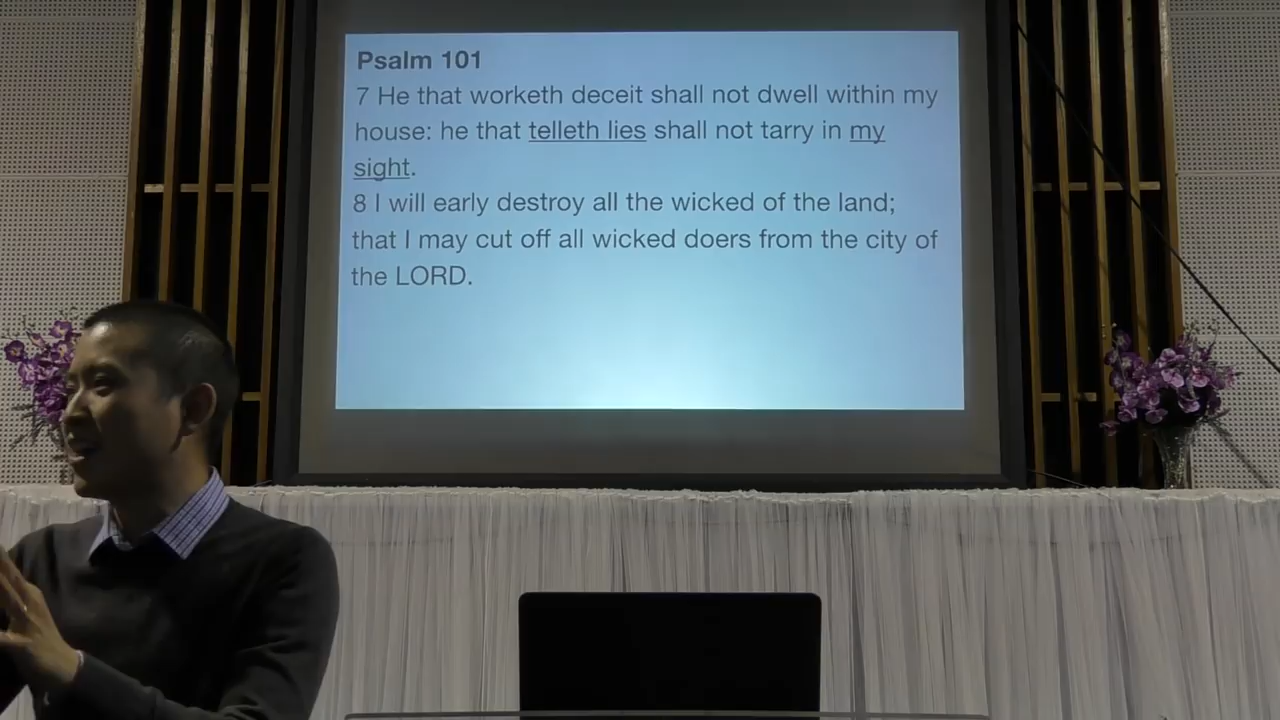 Psalm 101
7 He that worketh deceit shall not dwell within my
house: he that telleth lies shall not tarry in my
sight.
8 I will early destroy all the wicked of the land;
that I may cut off all wicked doers from the city of
the LORD.